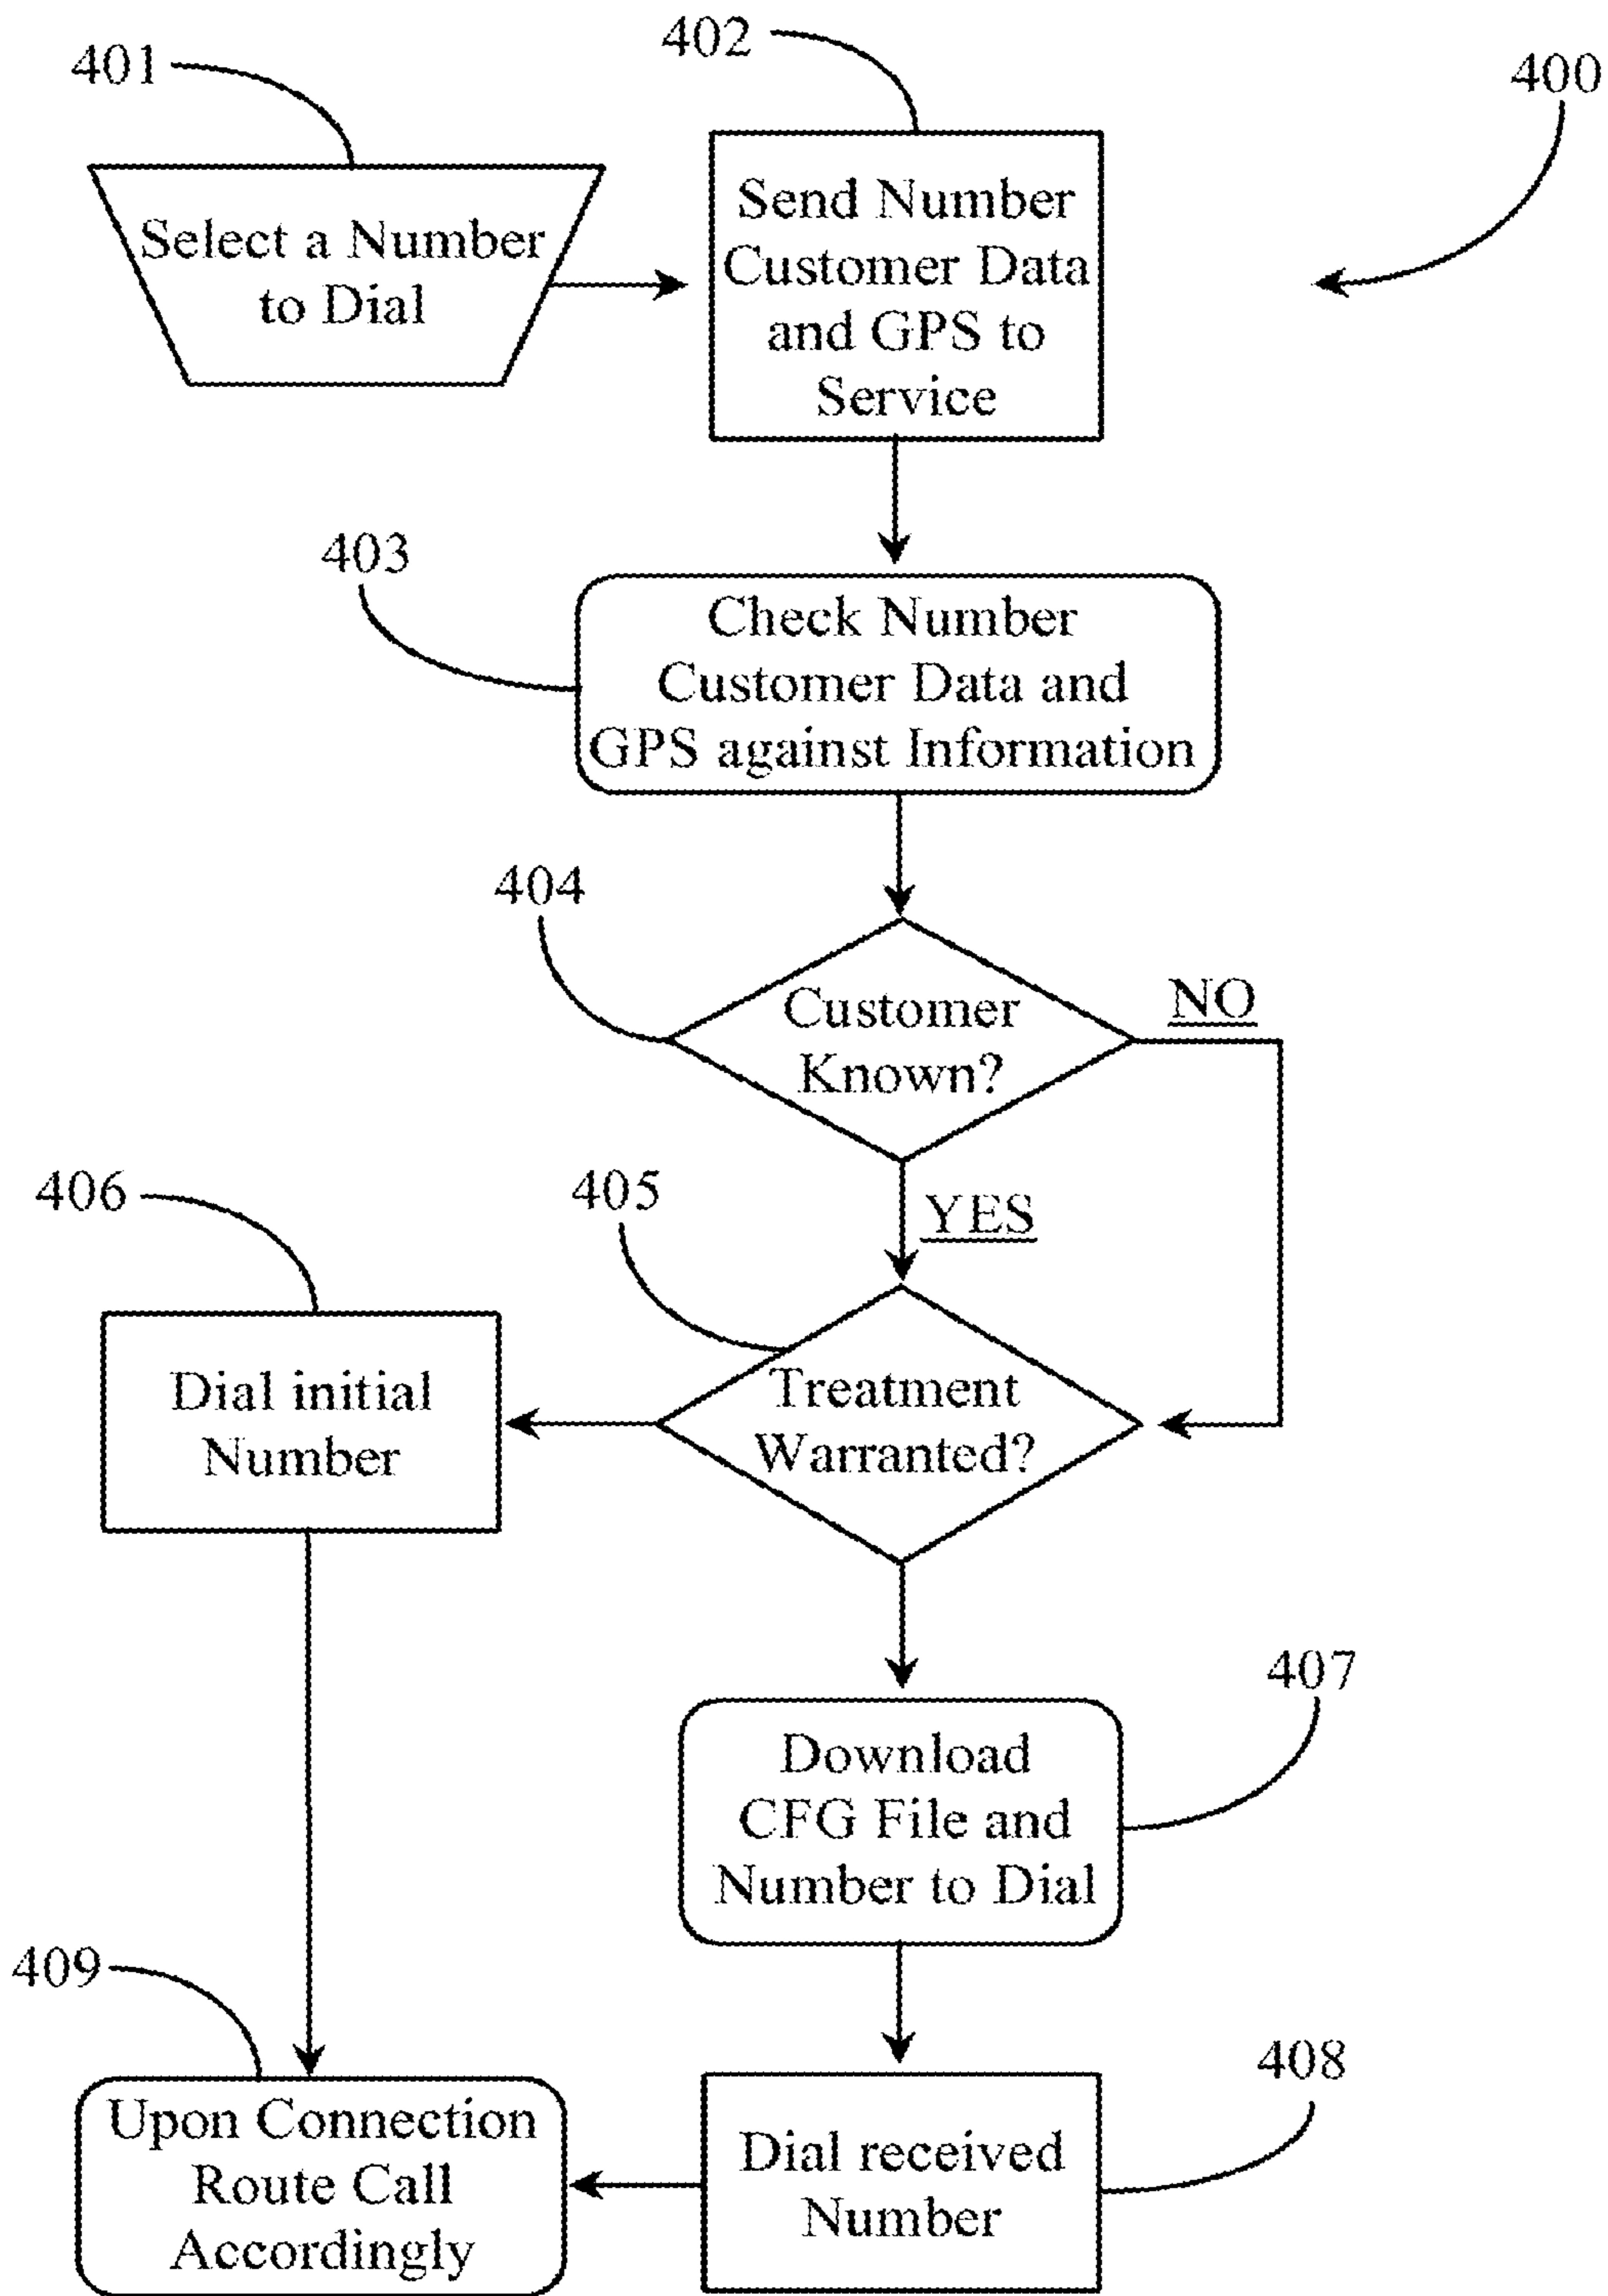 401
402
400
Select a Number
to Dial
Send Number
Customer Data
and GPS to
Service
403
Check Number
Customer Data and
GPS against Information
404
Customer
Known?
NO
YES
405
406
Dial initial
Number
Treatment
Warranted?
407
Download
CFG File and
Number to Dial
409
408
Upon Connection
Route Call
Accordingly
Dial received
Number